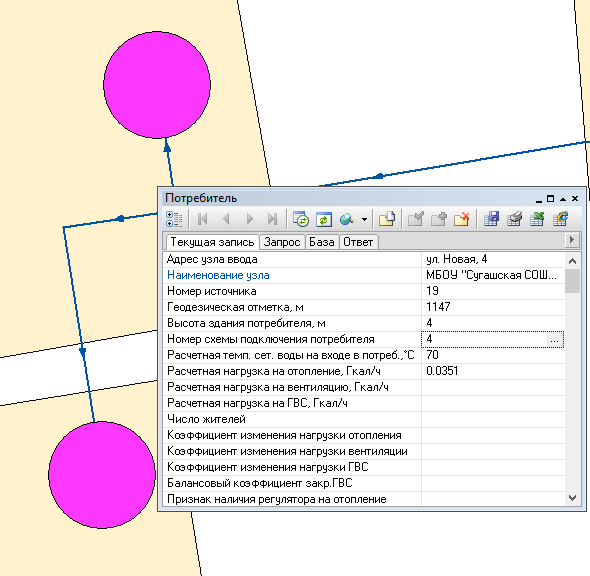 Потребитель
Текущая запись Запрос База Ответ
Адрес узла ввода ул. Новая, 4
Наименование узла МБОУ "Сугашская СОШ...
Номер источника 19
Геодезическая отметка, м 1147
Высота здания потребителя, м 4
Номер схемы подключения потребителя 4 ...
Расчетная темп. сет. воды на входе в потреб.,°C 70
Расчетная нагрузка на отопление, Гкал/ч 0.0351
Расчетная нагрузка на вентиляцию, Гкал/ч
Расчетная нагрузка на ГВС, Гкал/ч
Число жителей
Коэффициент изменения нагрузки отопления
Коэффициент изменения нагрузки вентиляции
Коэффициент изменения нагрузки ГВС
Балансовый коэффициент закр.ГВС
Признак наличия регулятора на отопление